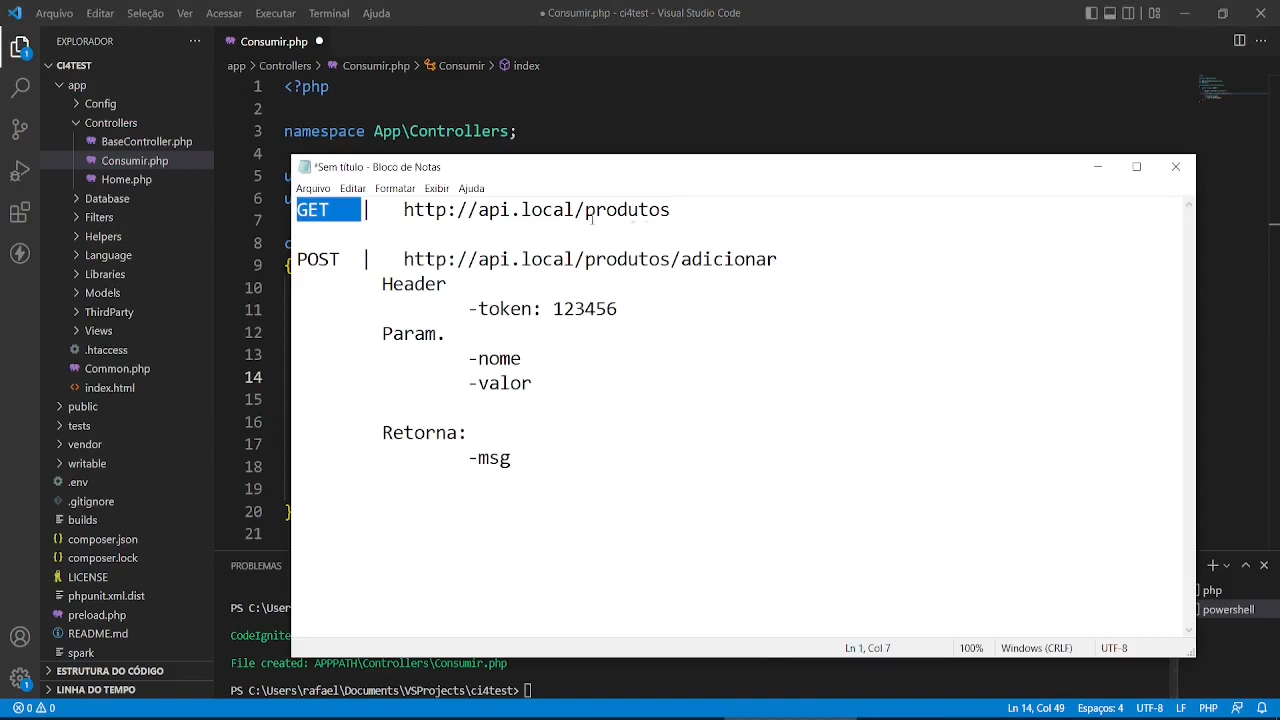 Arquivo Editar Seleção Ver Acessar Executar Terminal Ajuda
● Consumir.php - ci4test - Visual Studio Code
EXPLORADOR
Consumir.php
CI4TEST
app > Controllers > Consumir.php > Consumir > index
app
Config
Controllers
BaseController.php
Consumir.php
Home.php
Database
Filters
Helpers
Language
Libraries
Models
ThirdParty
Views
.htaccess
Common.php
index.html
public
tests
vendor
writable
.env
.gitignore
builds
composer.json
composer.lock
LICENSE
phpunit.xml.dist
preload.php
README.md
spark
ESTRUTURA DO CÓDIGO
LINHA DO TEMPO
1 <?php
2
3 namespace App\Controllers;
4
5 u
6 u
7
8 c
9 {
10
11
12
13
14
15
16
17
18
19
20 }
21
*Sem título - Bloco de Notas
Arquivo Editar Formatar Exibir Ajuda
GET | http://api.local/produtos
POST | http://api.local/produtos/adicionar
Header
-token: 123456
Param.
-nome
-valor
Retorna:
-msg
Ln 1, Col 7 100% Windows (CRLF) UTF-8
PROBLEMAS
PS C:\User
CodeIgnite
File created: APPPATH\Controllers\Consumir.php
PS C:\Users\rafael\Documents\VSProjects\ci4test>
php
powershell
0 0
Ln 14, Col 49 Espaços: 4 UTF-8 LF PHP
1
1